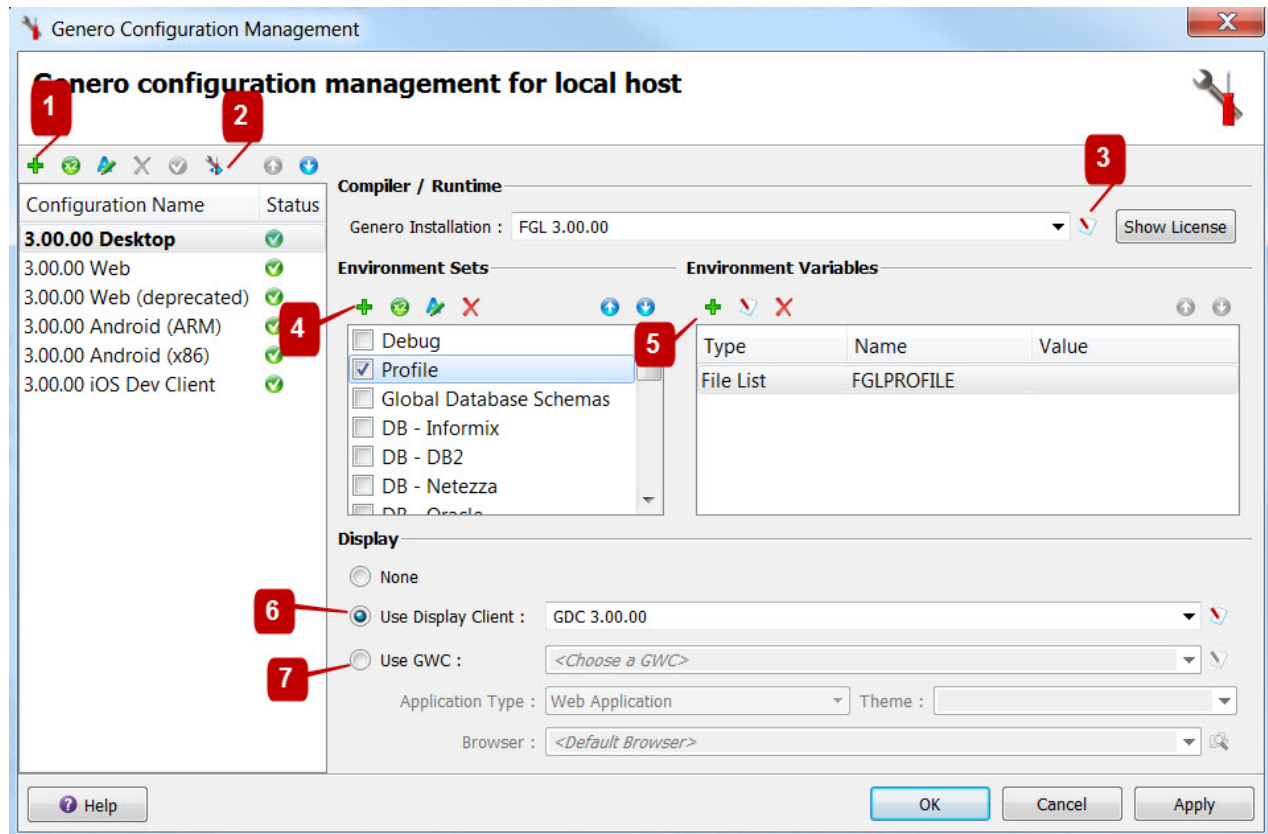 Genero Configuration Management
Genero configuration management for local host
1
2
3
Compiler / Runtime
Configuration Name Status
Genero Installation : FGL 3.00.00 Show License
3.00.00 Desktop
3.00.00 Web
3.00.00 Web (deprecated)
3.00.00 Android (ARM)
3.00.00 Android (x86)
3.00.00 iOS Dev Client
Environment Sets
Environment Variables
x2
x2
4
5
Debug
Profile
Global Database Schemas
DB - Informix
DB - DB2
DB - Netezza
DB - Oracle
Type Name Value
File List FGLPROFILE
Display
None
6
Use Display Client : GDC 3.00.00
7
Use GWC : <Choose a GWC>
Application Type : Web Application Theme :
Browser : <Default Browser>
? Help
OK Cancel Apply